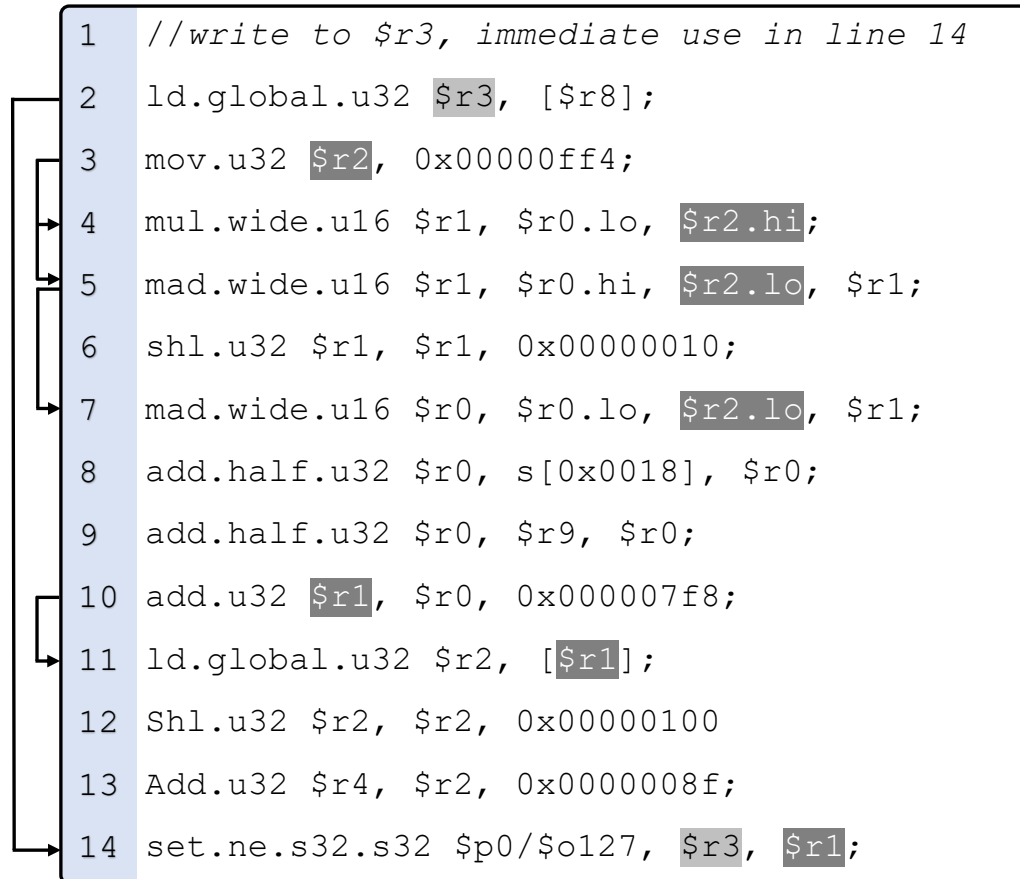 1 //write to $r3, immediate use in line 14
2 ld.global.u32 $r3, [$r8];
3 mov.u32 $r2, 0x00000ff4;
4 mul.wide.u16 $r1, $r0.lo, $r2.hi;
5 mad.wide.u16 $r1, $r0.hi, $r2.lo, $r1;
6 shl.u32 $r1, $r1, 0x00000010;
7 mad.wide.u16 $r0, $r0.lo, $r2.lo, $r1;
8 add.half.u32 $r0, s[0x0018], $r0;
9 add.half.u32 $r0, $r9, $r0;
10 add.u32 $r1, $r0, 0x000007f8;
11 ld.global.u32 $r2, [$r1];
12 Shl.u32 $r2, $r2, 0x00000100
13 Add.u32 $r4, $r2, 0x0000008f;
14 set.ne.s32.s32 $p0/$o127, $r3, $r1;